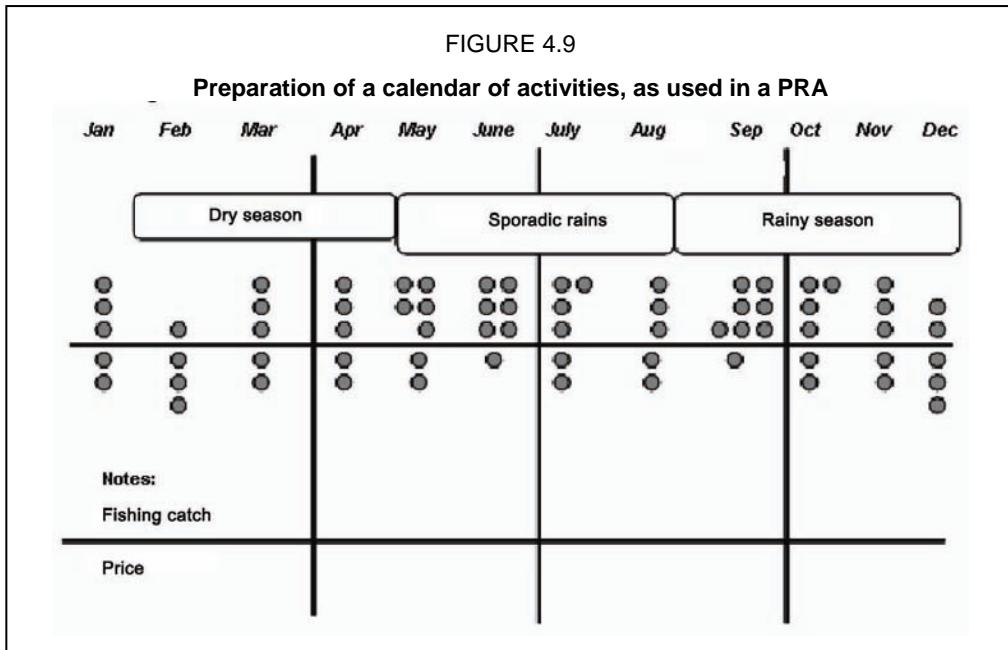 FIGURE 4.9
Preparation of a calendar of activities, as used in a PRA
Jan Feb Mar Apr May June July Aug Sep Oct Nov Dec
Dry season Sporadic rains Rainy season
Notes:
Fishing catch
Price